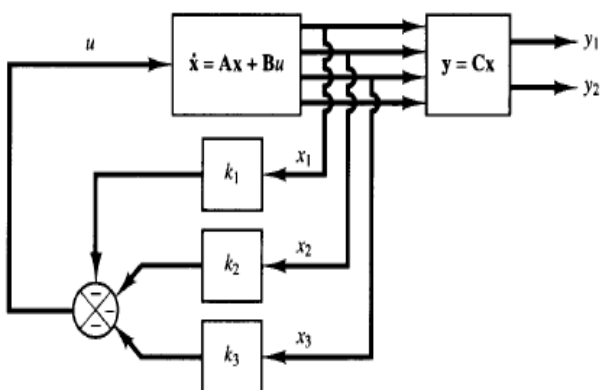 u
ẋ = Ax + Bu
y = Cx
y₁
y₂
k₁
x₁
k₂
x₂
k₃
x₃
− − −